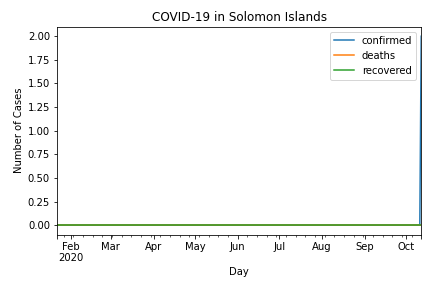 COVID-19 in Solomon Islands
confirmed
deaths
recovered
Number of Cases
2.00
1.75
1.50
1.25
1.00
0.75
0.50
0.25
0.00
Feb Mar Apr May Jun Jul Aug Sep Oct
2020
Day